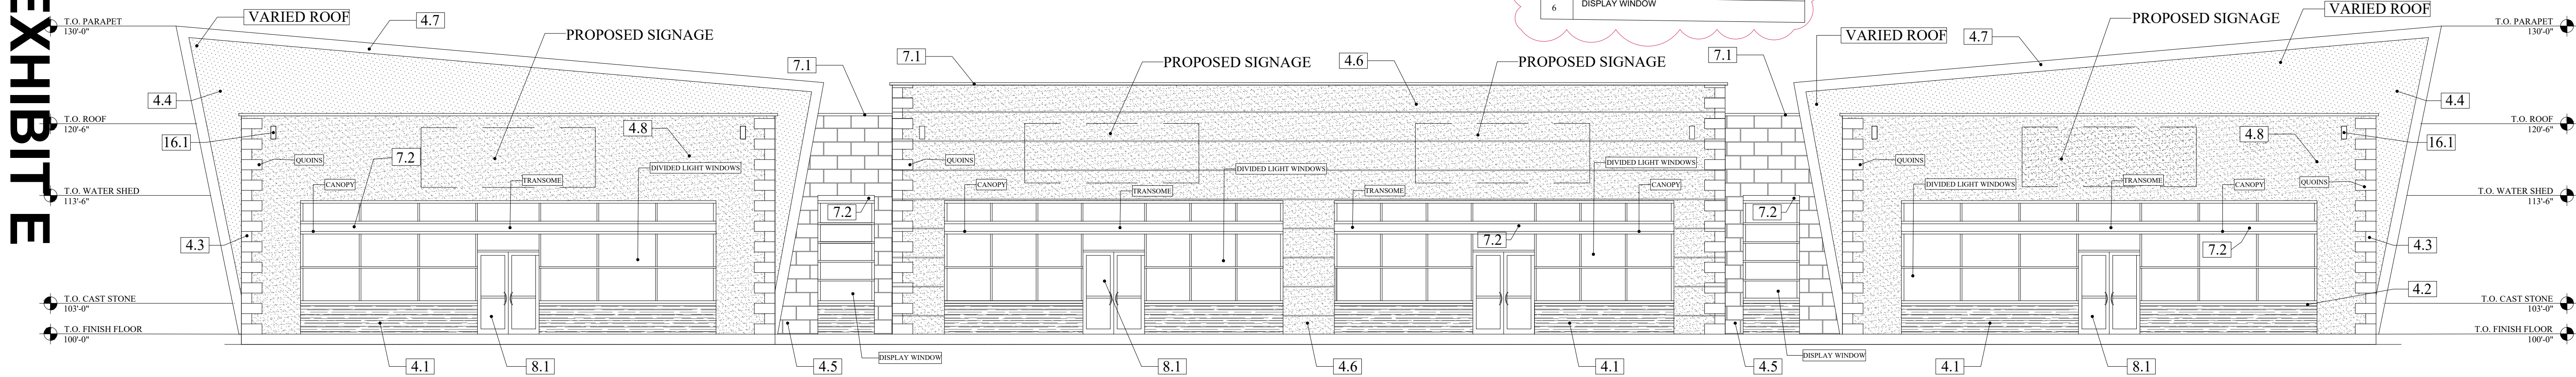 EXHIBIT E
T.O. PARAPET
130'-0"
T.O. ROOF
120'-6"
T.O. WATER SHED
113'-6"
T.O. CAST STONE
103'-0"
T.O. FINISH FLOOR
100'-0"
VARIED ROOF
4.7
PROPOSED SIGNAGE
4.4
16.1
QUOINS
7.2
4.8
CANOPY
TRANSOME
DIVIDED LIGHT WINDOWS
4.3
4.1
8.1
7.1
7.2
4.5
DISPLAY WINDOW
7.1
PROPOSED SIGNAGE
4.6
PROPOSED SIGNAGE
7.1
QUOINS
CANOPY
TRANSOME
DIVIDED LIGHT WINDOWS
TRANSOME
DIVIDED LIGHT WINDOWS
CANOPY
7.2
8.1
4.6
4.1
6
DISPLAY WINDOW
7.2
4.5
DISPLAY WINDOW
VARIED ROOF
4.7
PROPOSED SIGNAGE
VARIED ROOF
4.4
4.8
16.1
QUOINS
DIVIDED LIGHT WINDOWS
TRANSOME
CANOPY
QUOINS
7.2
4.3
4.2
4.1
8.1
T.O. PARAPET
130'-0"
T.O. ROOF
120'-6"
T.O. WATER SHED
113'-6"
T.O. CAST STONE
103'-0"
T.O. FINISH FLOOR
100'-0"